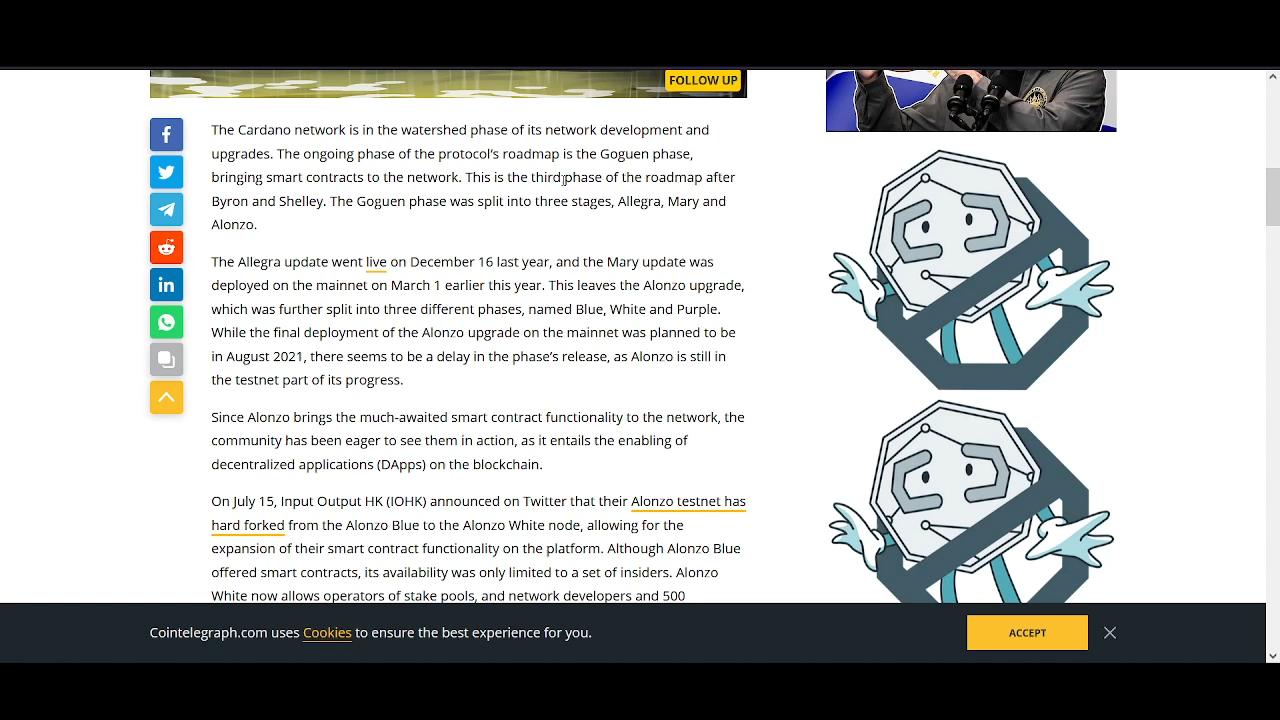 FOLLOW UP
The Cardano network is in the watershed phase of its network development and
upgrades. The ongoing phase of the protocol's roadmap is the Goguen phase,
bringing smart contracts to the network. This is the third phase of the roadmap after
Byron and Shelley. The Goguen phase was split into three stages, Allegra, Mary and
Alonzo.
The Allegra update went live on December 16 last year, and the Mary update was
deployed on the mainnet on March 1 earlier this year. This leaves the Alonzo upgrade,
which was further split into three different phases, named Blue, White and Purple.
While the final deployment of the Alonzo upgrade on the mainnet was planned to be
in August 2021, there seems to be a delay in the phase's release, as Alonzo is still in
the testnet part of its progress.
Since Alonzo brings the much-awaited smart contract functionality to the network, the
community has been eager to see them in action, as it entails the enabling of
decentralized applications (DApps) on the blockchain.
On July 15, Input Output HK (IOHK) announced on Twitter that their Alonzo testnet has
hard forked from the Alonzo Blue to the Alonzo White node, allowing for the
expansion of their smart contract functionality on the platform. Although Alonzo Blue
offered smart contracts, its availability was only limited to a set of insiders. Alonzo
White now allows operators of stake pools, and network developers and 500
Cointelegraph.com uses Cookies to ensure the best experience for you.
ACCEPT